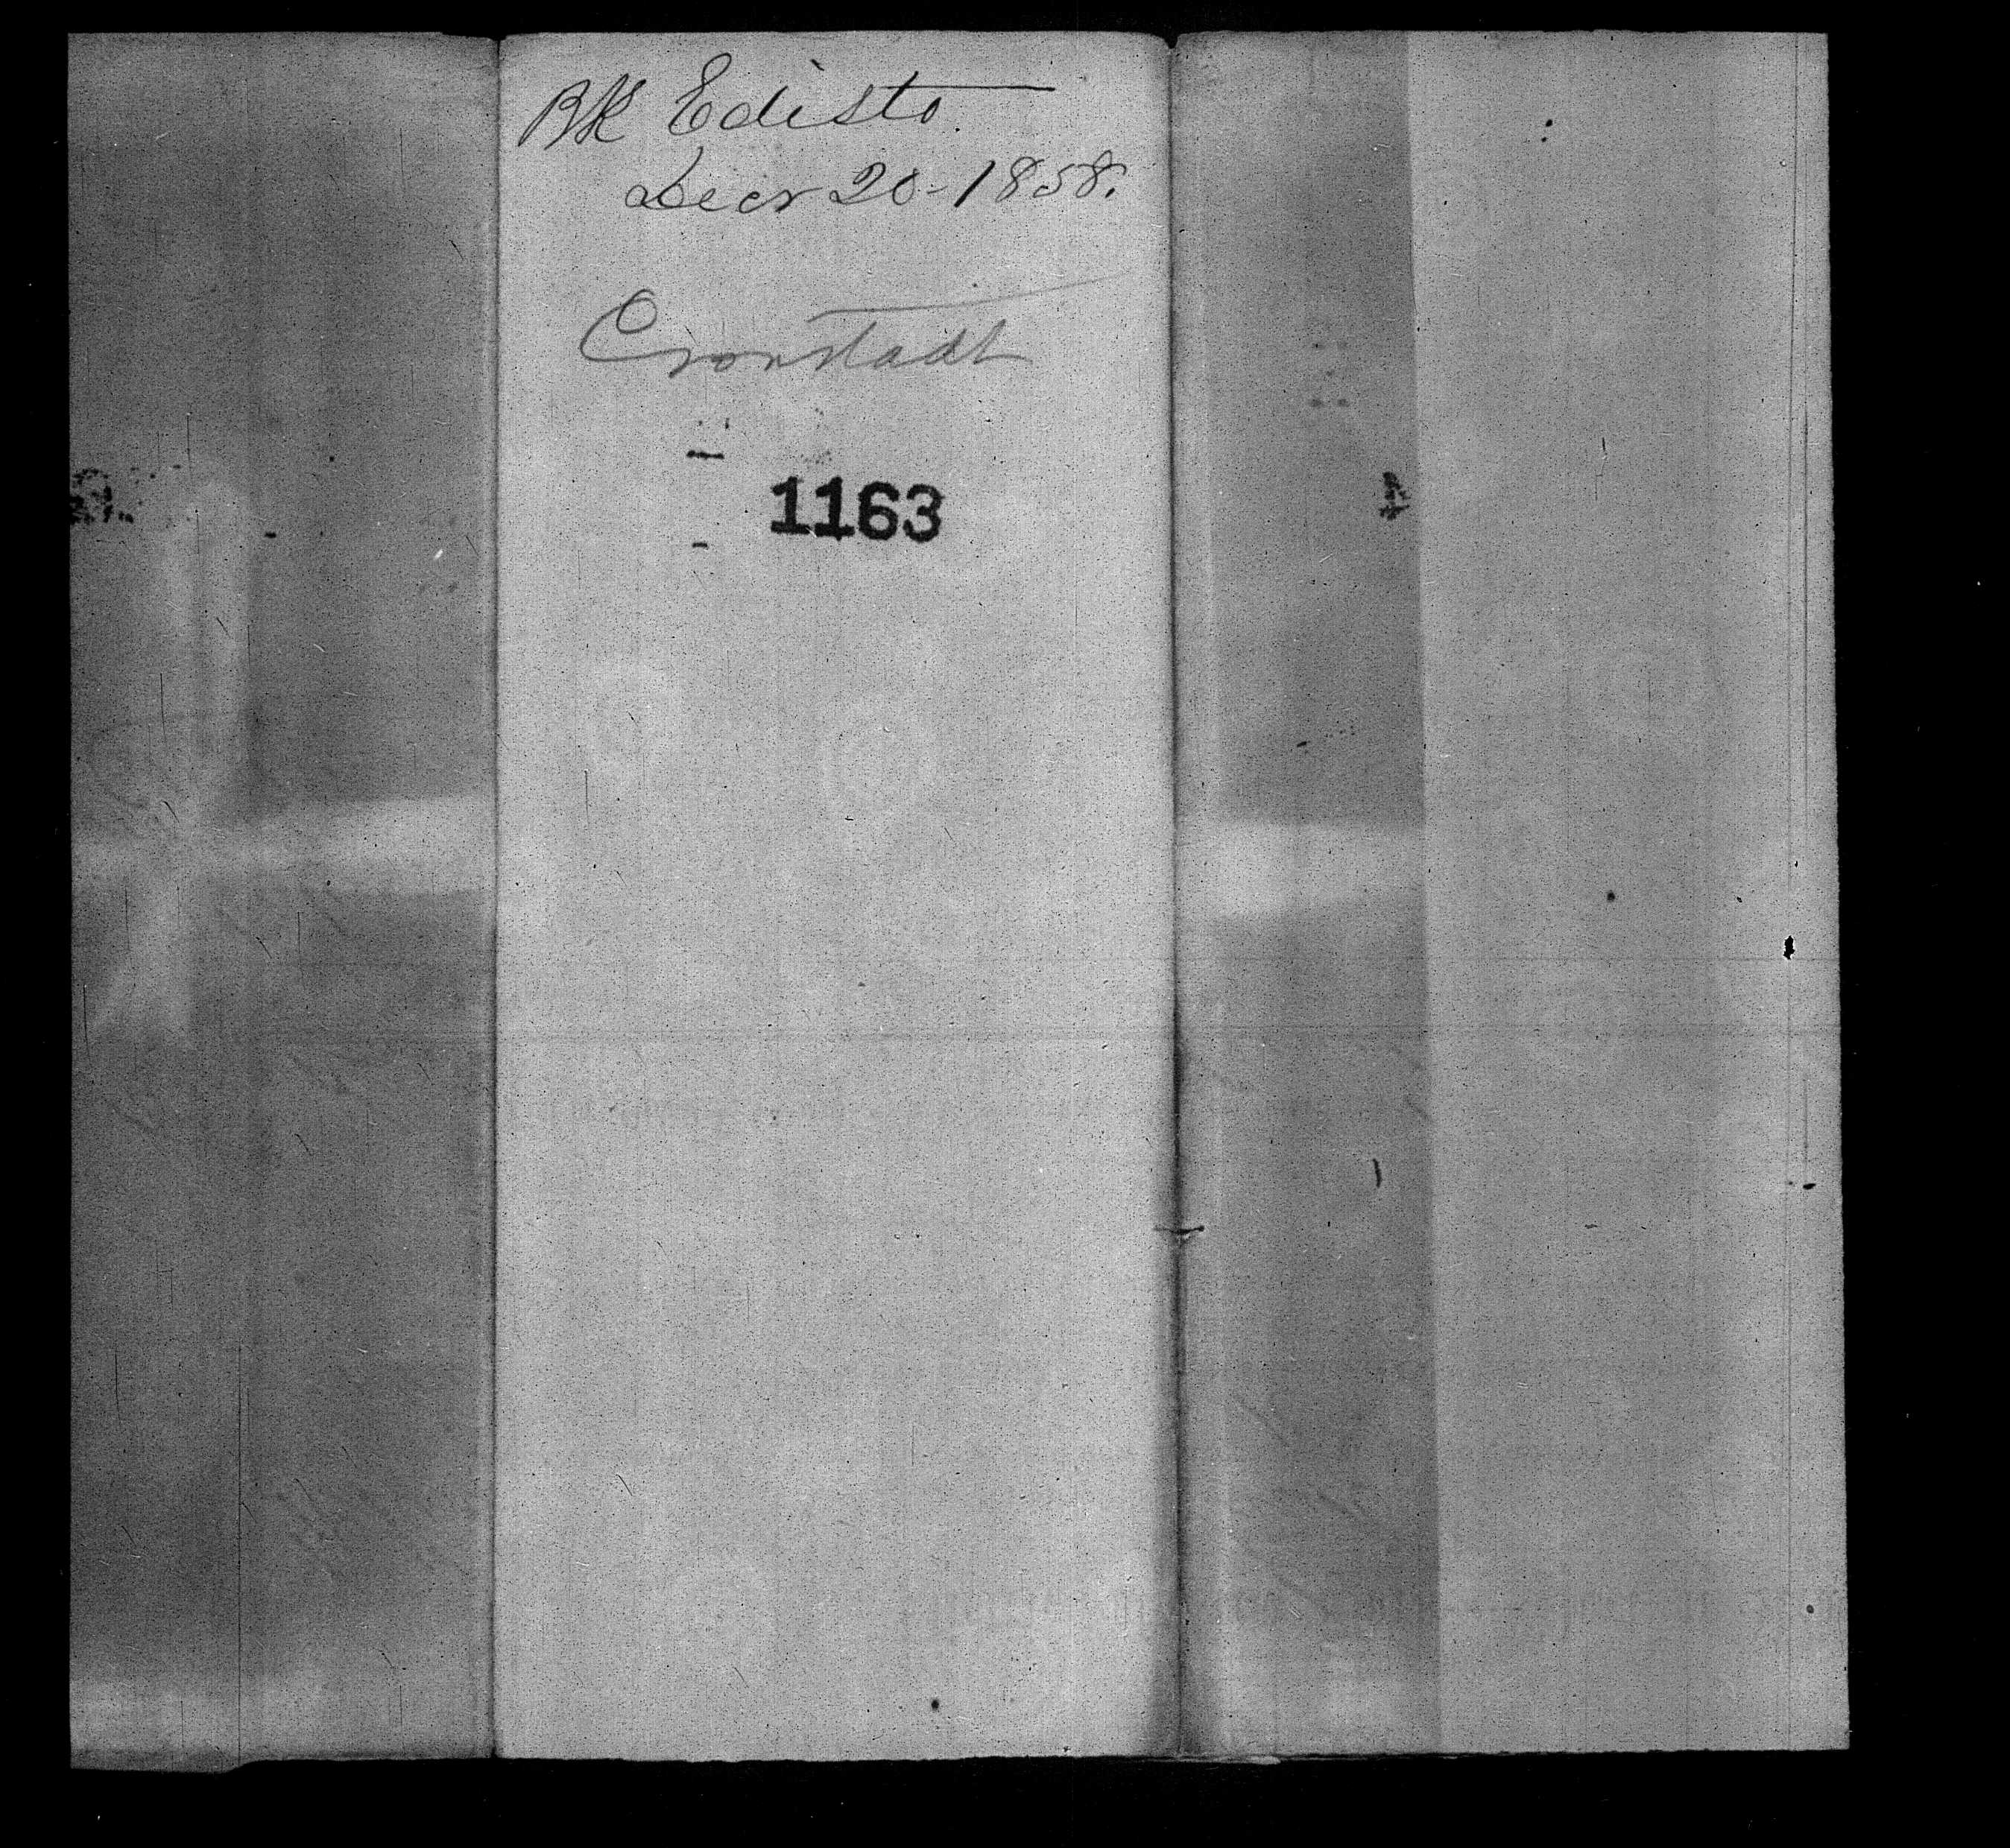 Bk Edisto
Decr 20-1858.
Cronstadt
1163